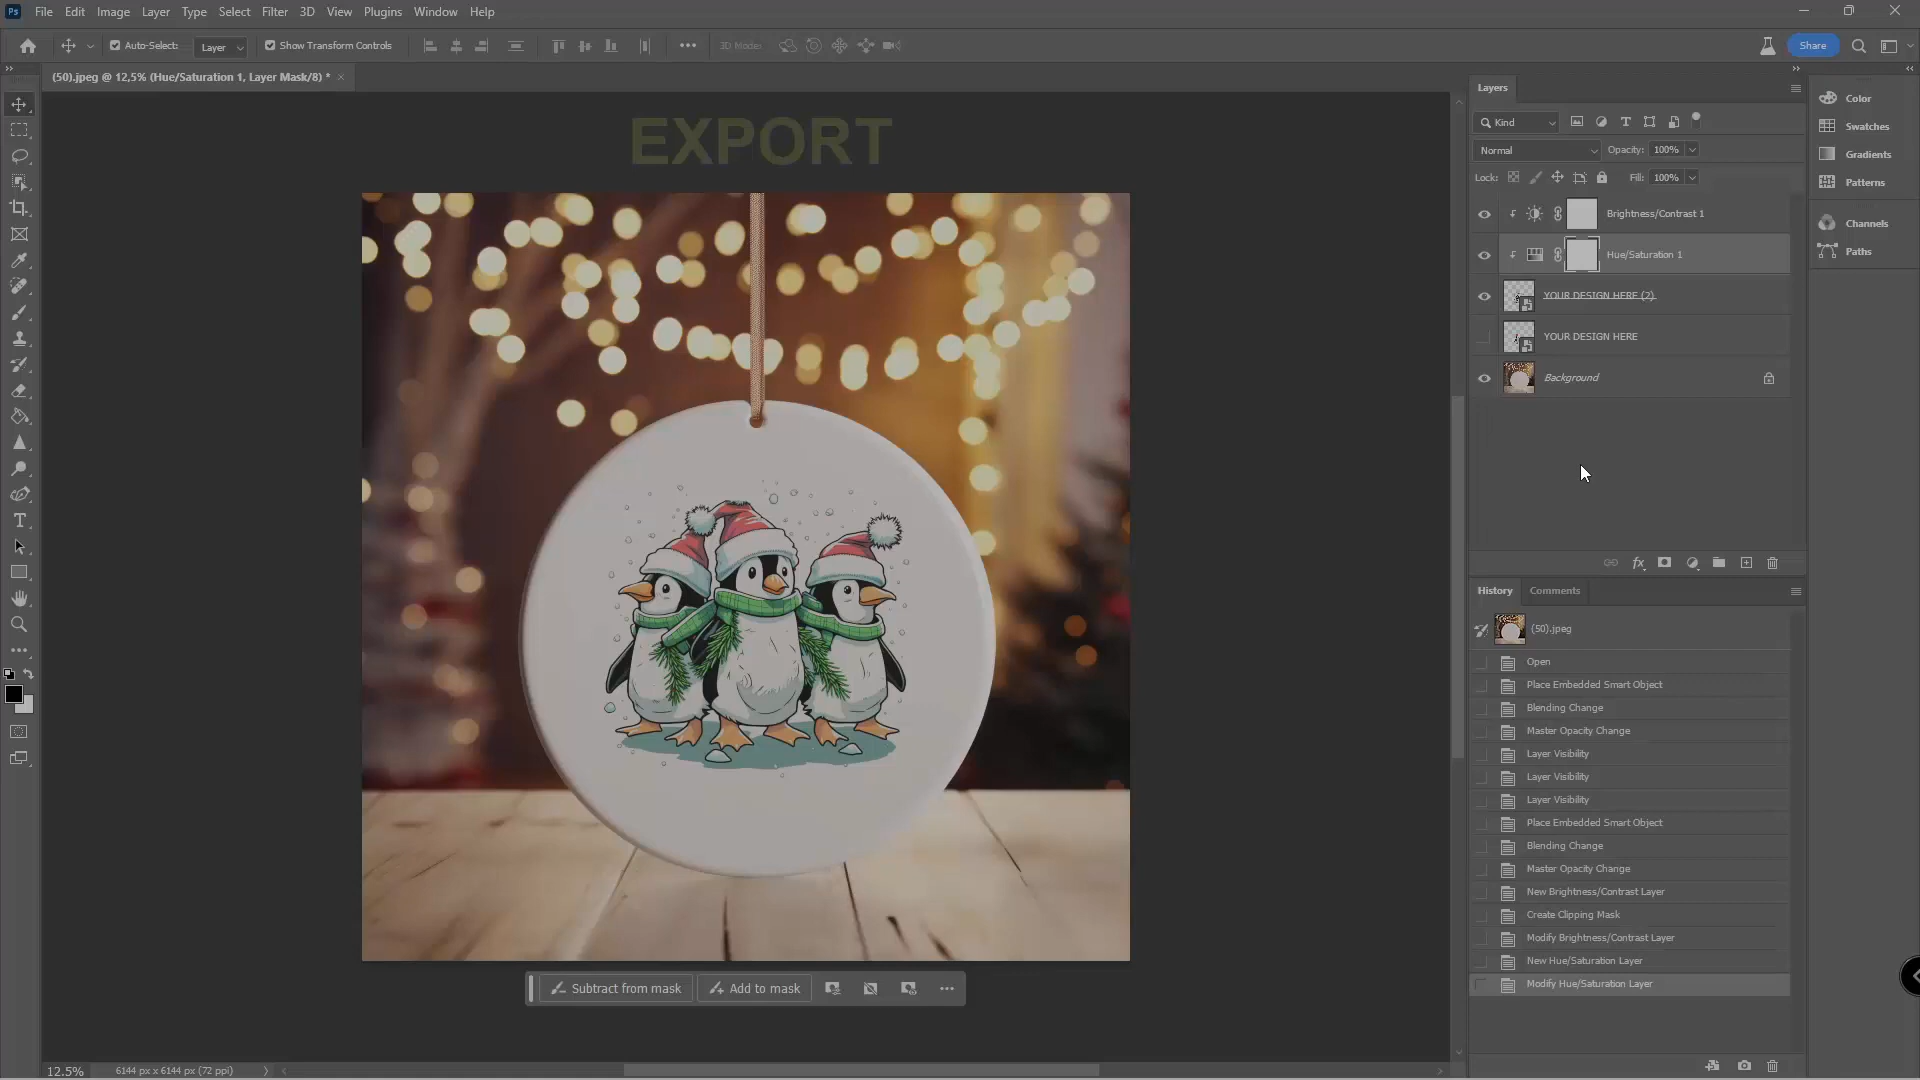 Ps File Edit Image Layer Type Select Filter 3D View Plugins Window Help
Auto-Select: Layer Show Transform Controls 3D Mode: Share
(50).jpeg @ 12,5% (Hue/Saturation 1, Layer Mask/8) *
EXPORT
Layers
Kind
Normal Opacity: 100%
Lock: Fill: 100%
Brightness/Contrast 1
Hue/Saturation 1
YOUR DESIGN HERE (2)
YOUR DESIGN HERE
Background
Color
Swatches
Gradients
Patterns
Channels
Paths
History Comments
(50).jpeg
Open
Place Embedded Smart Object
Blending Change
Master Opacity Change
Layer Visibility
Layer Visibility
Layer Visibility
Place Embedded Smart Object
Blending Change
Master Opacity Change
New Brightness/Contrast Layer
Create Clipping Mask
Modify Brightness/Contrast Layer
New Hue/Saturation Layer
Modify Hue/Saturation Layer
Subtract from mask Add to mask
12.5% 6144 px x 6144 px (72 ppi)